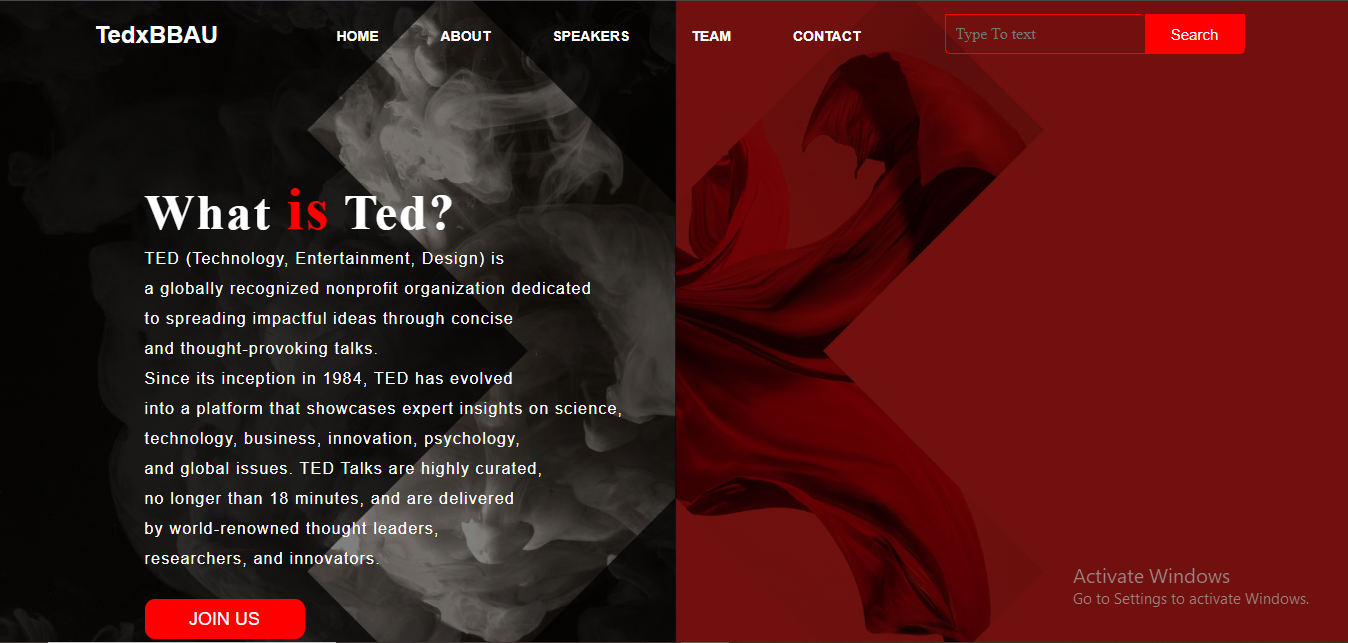 TedxBBAU
HOME
ABOUT
SPEAKERS
TEAM
CONTACT
Type To text
Search
What is Ted?
TED (Technology, Entertainment, Design) is
a globally recognized nonprofit organization dedicated
to spreading impactful ideas through concise
and thought-provoking talks.
Since its inception in 1984, TED has evolved
into a platform that showcases expert insights on science,
technology, business, innovation, psychology,
and global issues. TED Talks are highly curated,
no longer than 18 minutes, and are delivered
by world-renowned thought leaders,
researchers, and innovators.
JOIN US
Activate Windows
Go to Settings to activate Windows.